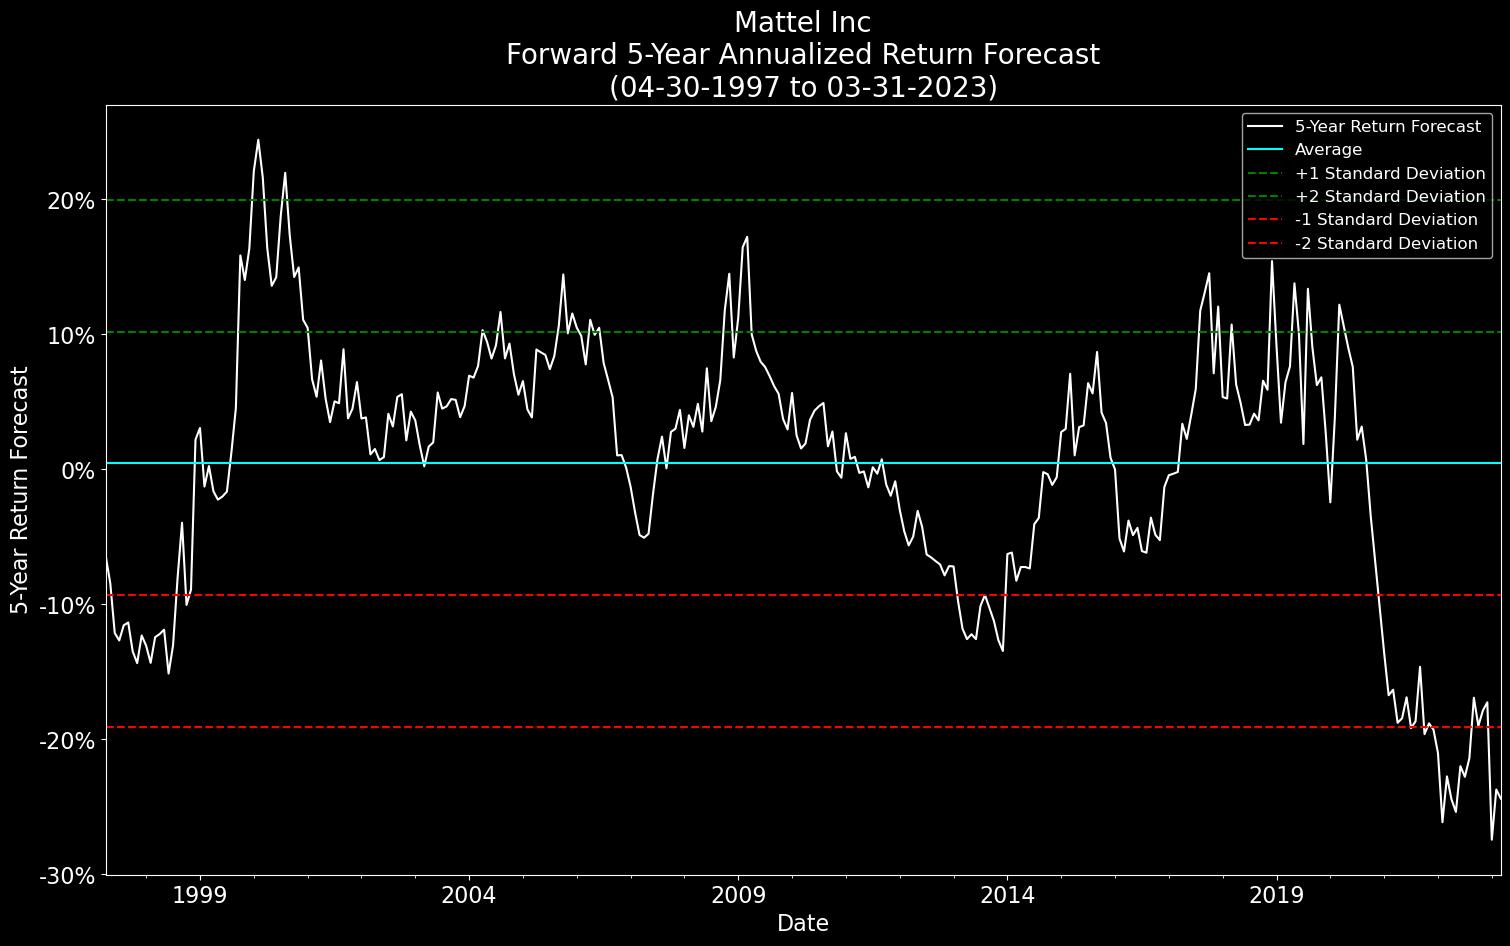 Mattel Inc
Forward 5-Year Annualized Return Forecast
(04-30-1997 to 03-31-2023)
5-Year Return Forecast
Average
+1 Standard Deviation
+2 Standard Deviation
-1 Standard Deviation
-2 Standard Deviation
5-Year Return Forecast
20%
10%
0%
-10%
-20%
-30%
1999
2004
2009
2014
2019
Date